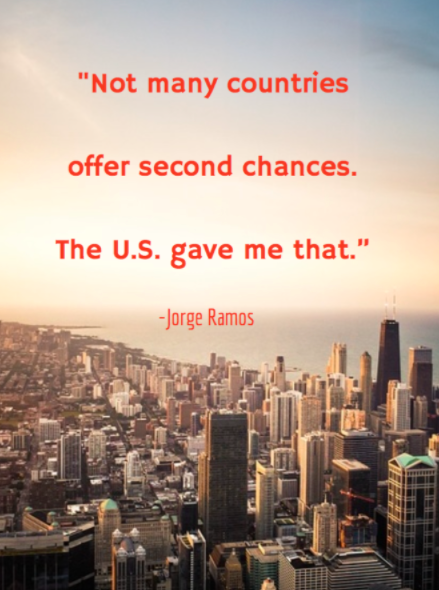 "Not many countries
offer second chances.
The U.S. gave me that.”
-Jorge Ramos